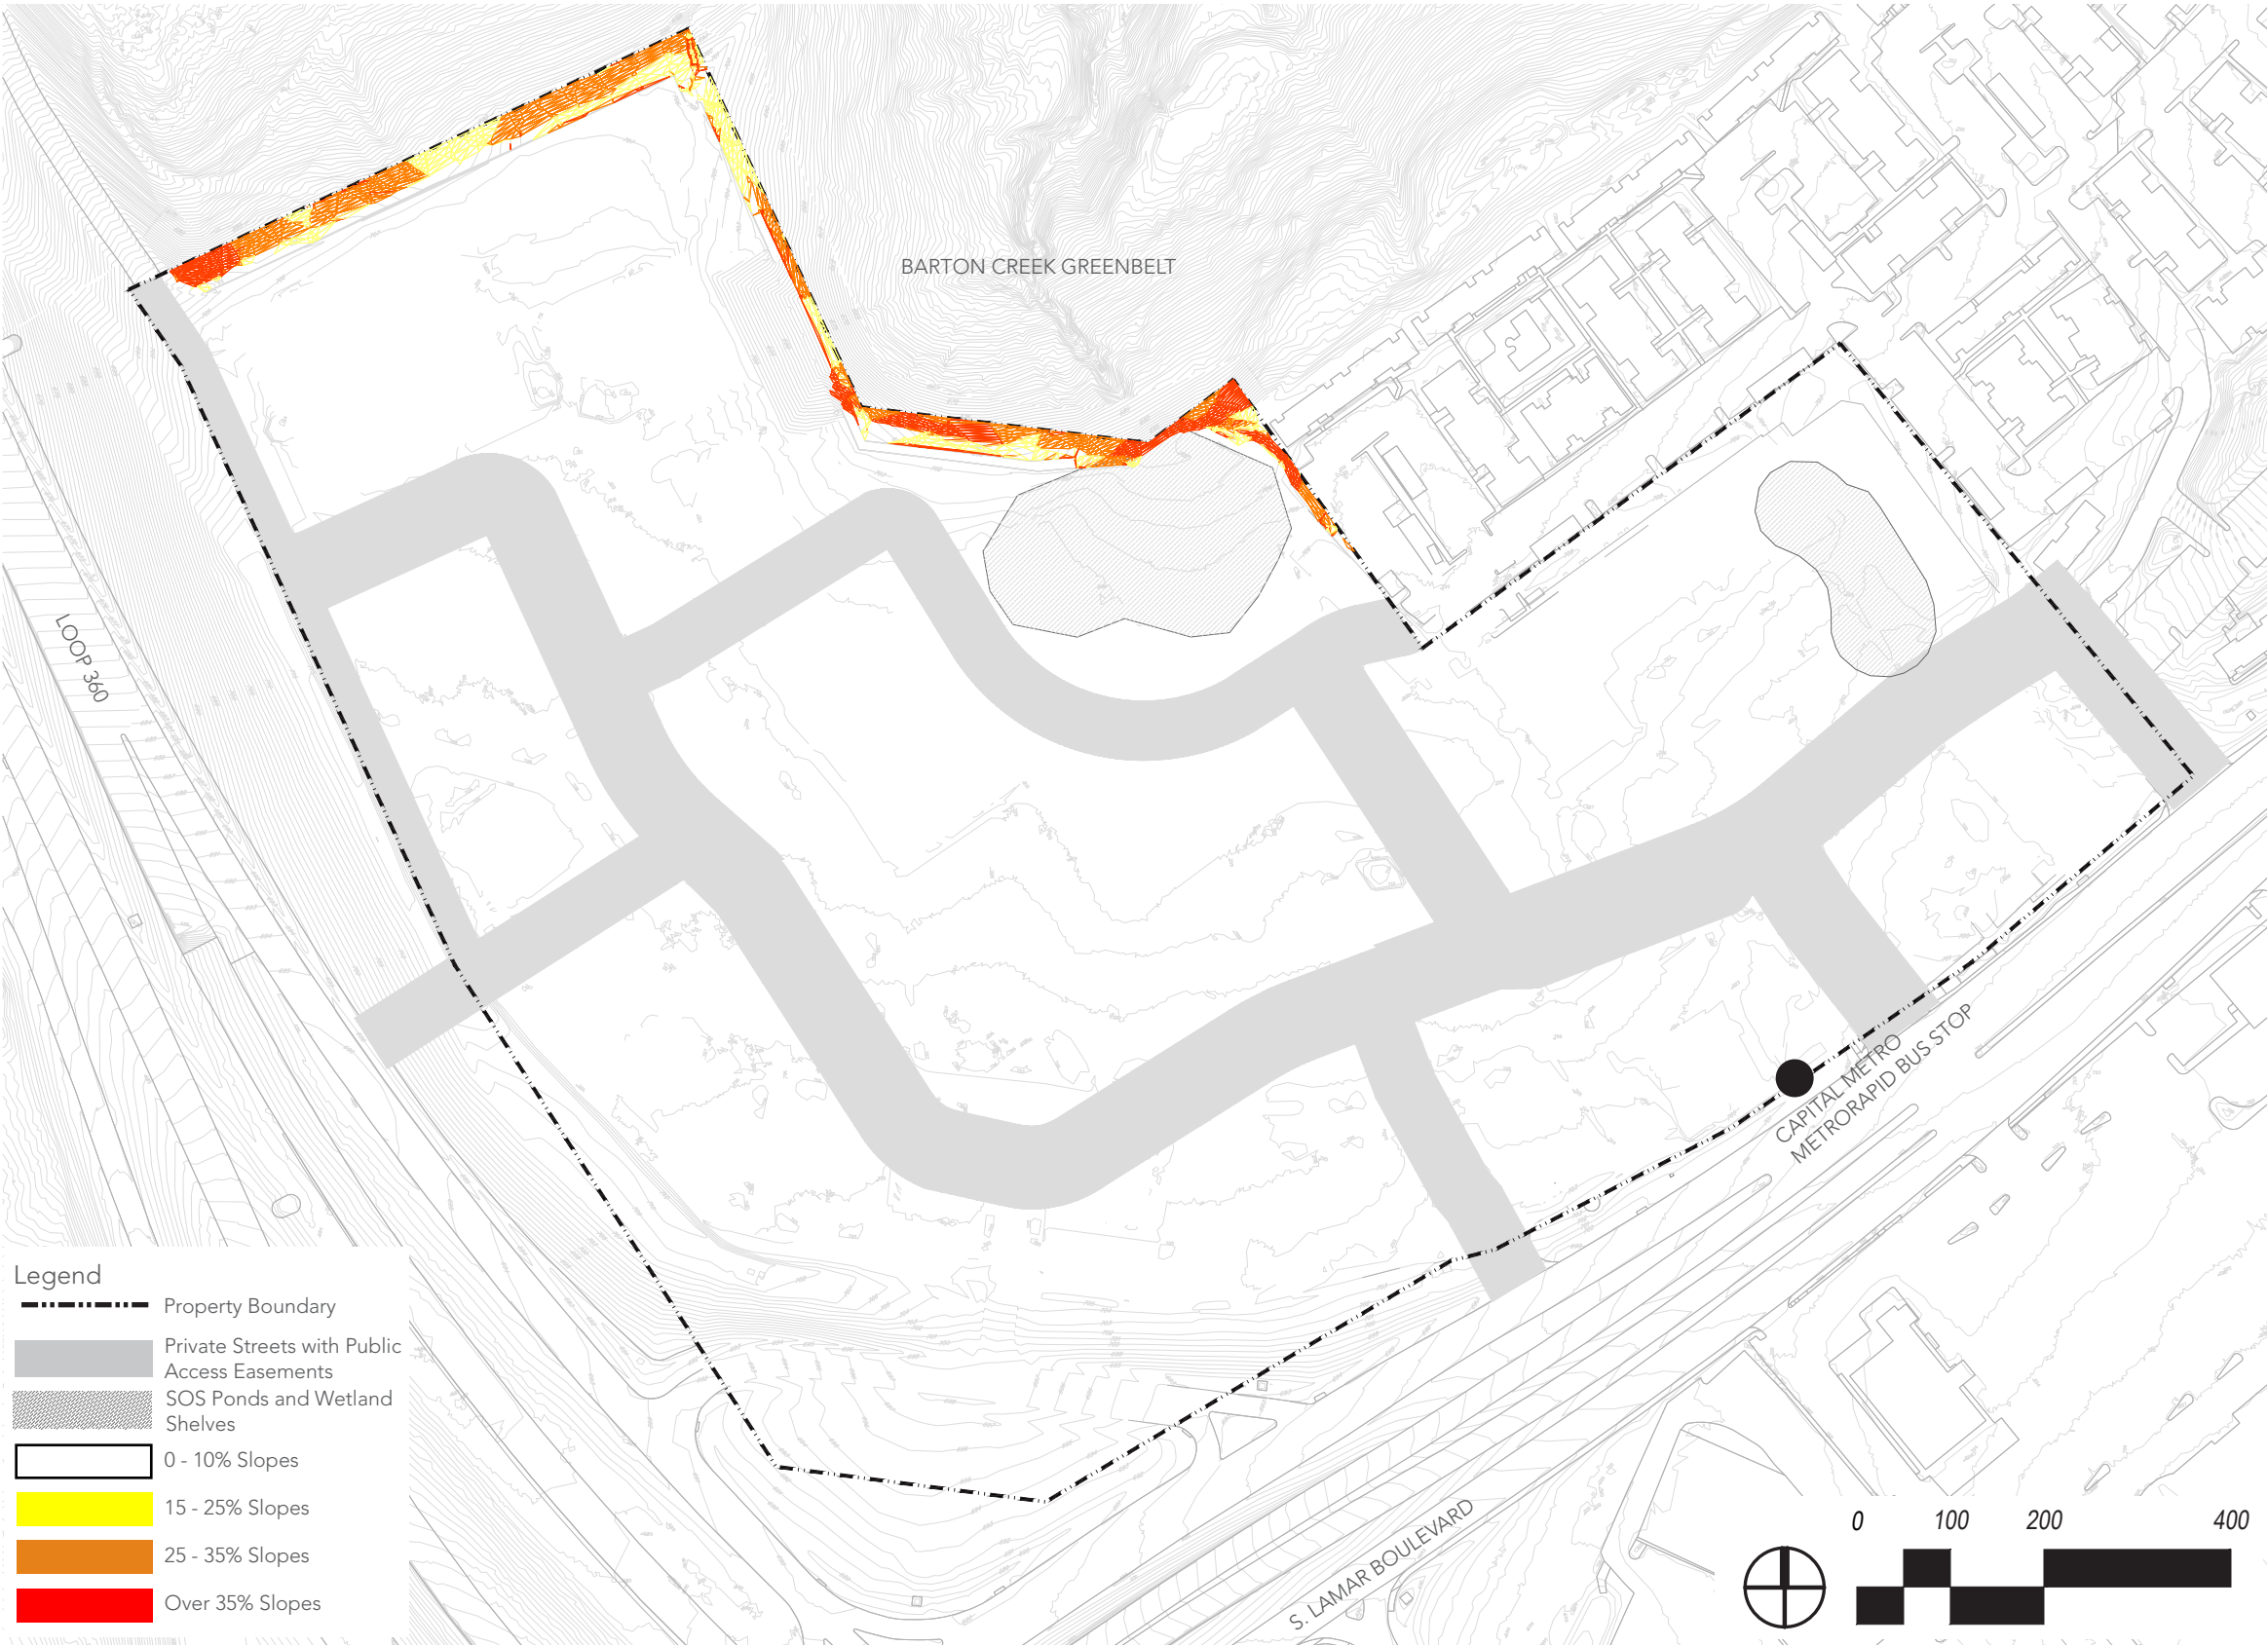 BARTON CREEK GREENBELT
LOOP 360
CAPITAL METRO
METRORAPID BUS STOP
S. LAMAR BOULEVARD
Legend
Property Boundary
Private Streets with Public
Access Easements
SOS Ponds and Wetland
Shelves
0 - 10% Slopes
15 - 25% Slopes
25 - 35% Slopes
Over 35% Slopes
0 100 200 400